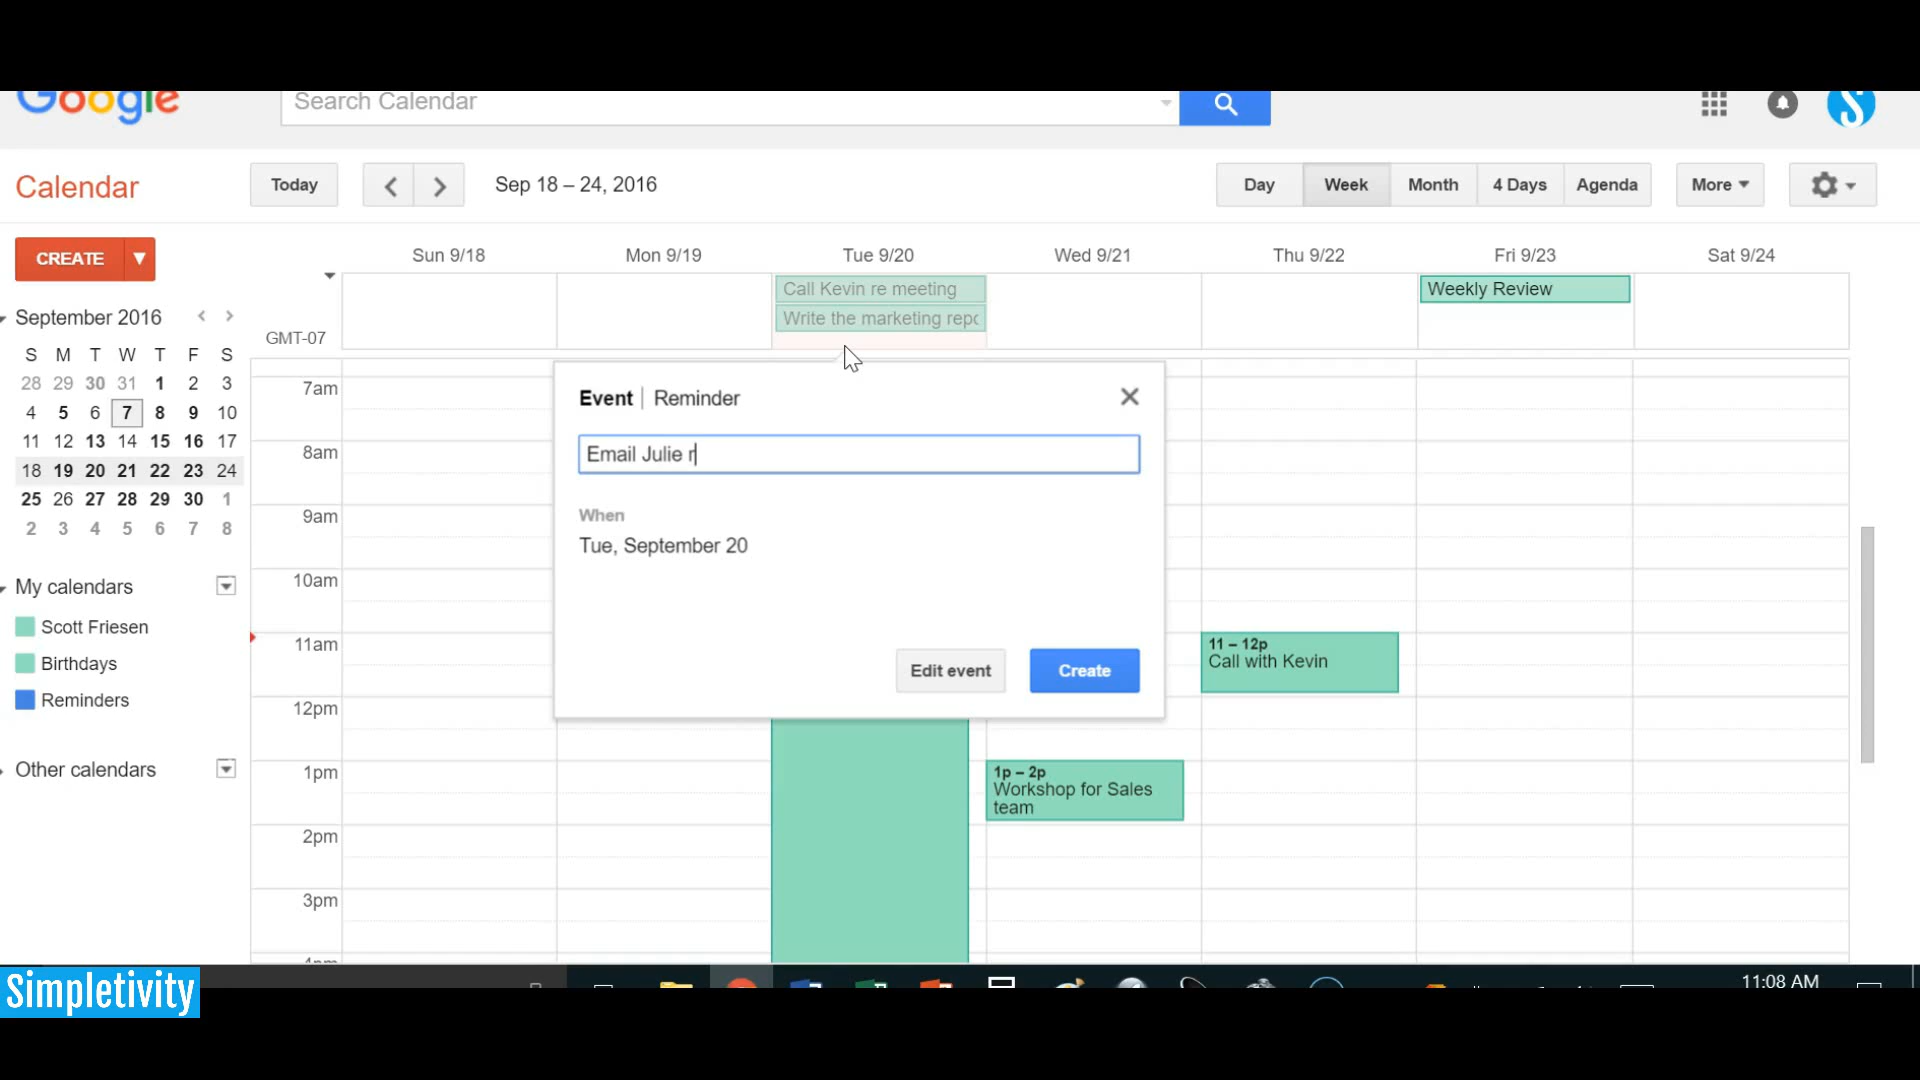 Google
Search Calendar
Calendar
Today
Sep 18 – 24, 2016
Day
Week
Month
4 Days
Agenda
More
CREATE
Sun 9/18
Mon 9/19
Tue 9/20
Wed 9/21
Thu 9/22
Fri 9/23
Sat 9/24
Call Kevin re meeting
Write the marketing repo
Weekly Review
GMT-07
September 2016
S M T W T F S
28 29 30 31 1 2 3
4 5 6 7 8 9 10
11 12 13 14 15 16 17
18 19 20 21 22 23 24
25 26 27 28 29 30 1
2 3 4 5 6 7 8
My calendars
Scott Friesen
Birthdays
Reminders
Other calendars
7am
8am
9am
10am
11am
12pm
1pm
2pm
3pm
4pm
Event
Reminder
Email Julie r
When
Tue, September 20
Edit event
Create
11 – 12p
Call with Kevin
1p – 2p
Workshop for Sales
team
Simpletivity
11:08 AM